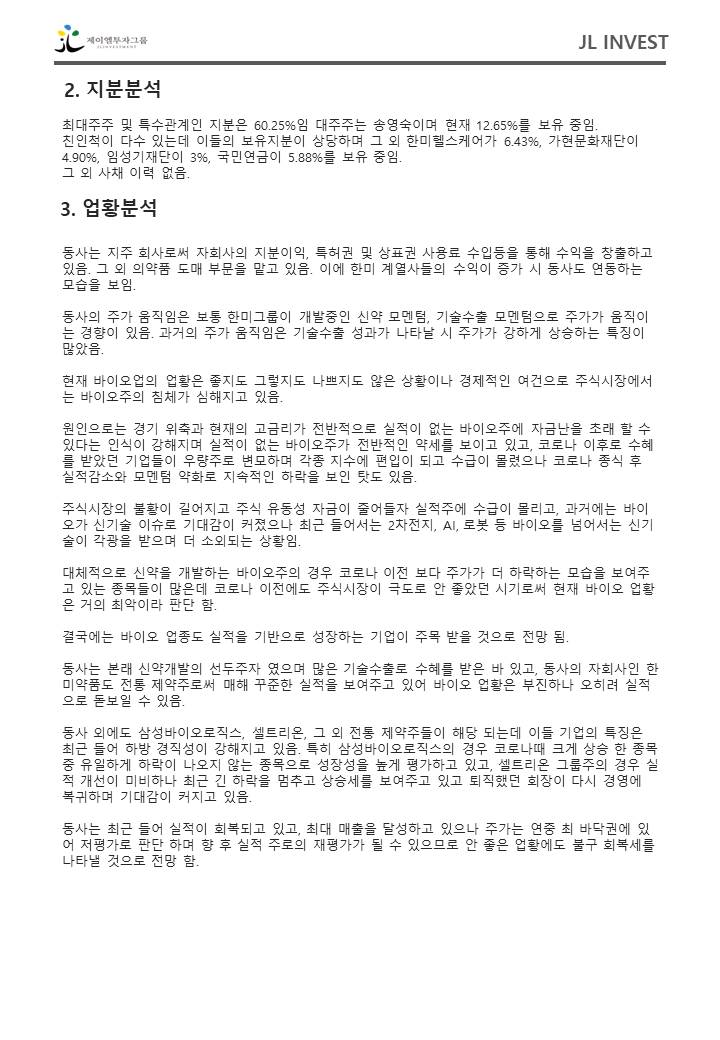 제이엘투자그룹
JLINVESTMENT
JL INVEST
2. 지분분석
최대주주 및 특수관계인 지분은 60.25%임 대주주는 송영숙이며 현재 12.65%를 보유 중임.
친인척이 다수 있는데 이들의 보유지분이 상당하며 그 외 한미헬스케어가 6.43%, 가현문화재단이
4.90%, 임성기재단이 3%, 국민연금이 5.88%를 보유 중임.
그 외 사채 이력 없음.
3. 업황분석
동사는 지주 회사로써 자회사의 지분이익, 특허권 및 상표권 사용료 수입등을 통해 수익을 창출하고
있음. 그 외 의약품 도매 부문을 맡고 있음. 이에 한미 계열사들의 수익이 증가 시 동사도 연동하는
모습을 보임.
동사의 주가 움직임은 보통 한미그룹이 개발중인 신약 모멘텀, 기술수출 모멘텀으로 주가가 움직이
는 경향이 있음. 과거의 주가 움직임은 기술수출 성과가 나타날 시 주가가 강하게 상승하는 특징이
많았음.
현재 바이오업의 업황은 좋지도 그렇지도 나쁘지도 않은 상황이나 경제적인 여건으로 주식시장에서
는 바이오주의 침체가 심해지고 있음.
원인으로는 경기 위축과 현재의 고금리가 전반적으로 실적이 없는 바이오주에 자금난을 초래 할 수
있다는 인식이 강해지며 실적이 없는 바이오주가 전반적인 약세를 보이고 있고, 코로나 이후로 수혜
를 받았던 기업들이 우량주로 변모하며 각종 지수에 편입이 되고 수급이 몰렸으나 코로나 종식 후
실적감소와 모멘텀 약화로 지속적인 하락을 보인 탓도 있음.
주식시장의 불황이 길어지고 주식 유동성 자금이 줄어들자 실적주에 수급이 몰리고, 과거에는 바이
오가 신기술 이슈로 기대감이 커졌으나 최근 들어서는 2차전지, AI, 로봇 등 바이오를 넘어서는 신기
술이 각광을 받으며 더 소외되는 상황임.
대체적으로 신약을 개발하는 바이오주의 경우 코로나 이전 보다 주가가 더 하락하는 모습을 보여주
고 있는 종목들이 많은데 코로나 이전에도 주식시장이 극도로 안 좋았던 시기로써 현재 바이오 업황
은 거의 최악이라 판단 함.
결국에는 바이오 업종도 실적을 기반으로 성장하는 기업이 주목 받을 것으로 전망 됨.
동사는 본래 신약개발의 선두주자 였으며 많은 기술수출로 수혜를 받은 바 있고, 동사의 자회사인 한
미약품도 전통 제약주로써 매해 꾸준한 실적을 보여주고 있어 바이오 업황은 부진하나 오히려 실적
으로 돋보일 수 있음.
동사 외에도 삼성바이오로직스, 셀트리온, 그 외 전통 제약주들이 해당 되는데 이들 기업의 특징은
최근 들어 하방 경직성이 강해지고 있음. 특히 삼성바이오로직스의 경우 코로나때 크게 상승 한 종목
중 유일하게 하락이 나오지 않는 종목으로 성장성을 높게 평가하고 있고, 셀트리온 그룹주의 경우 실
적 개선이 미비하나 최근 긴 하락을 멈추고 상승세를 보여주고 있고 퇴직했던 회장이 다시 경영에
복귀하며 기대감이 커지고 있음.
동사는 최근 들어 실적이 회복되고 있고, 최대 매출을 달성하고 있으나 주가는 연중 최 바닥권에 있
어 저평가로 판단 하며 향 후 실적 주로의 재평가가 될 수 있으므로 안 좋은 업황에도 불구 회복세를
나타낼 것으로 전망 함.